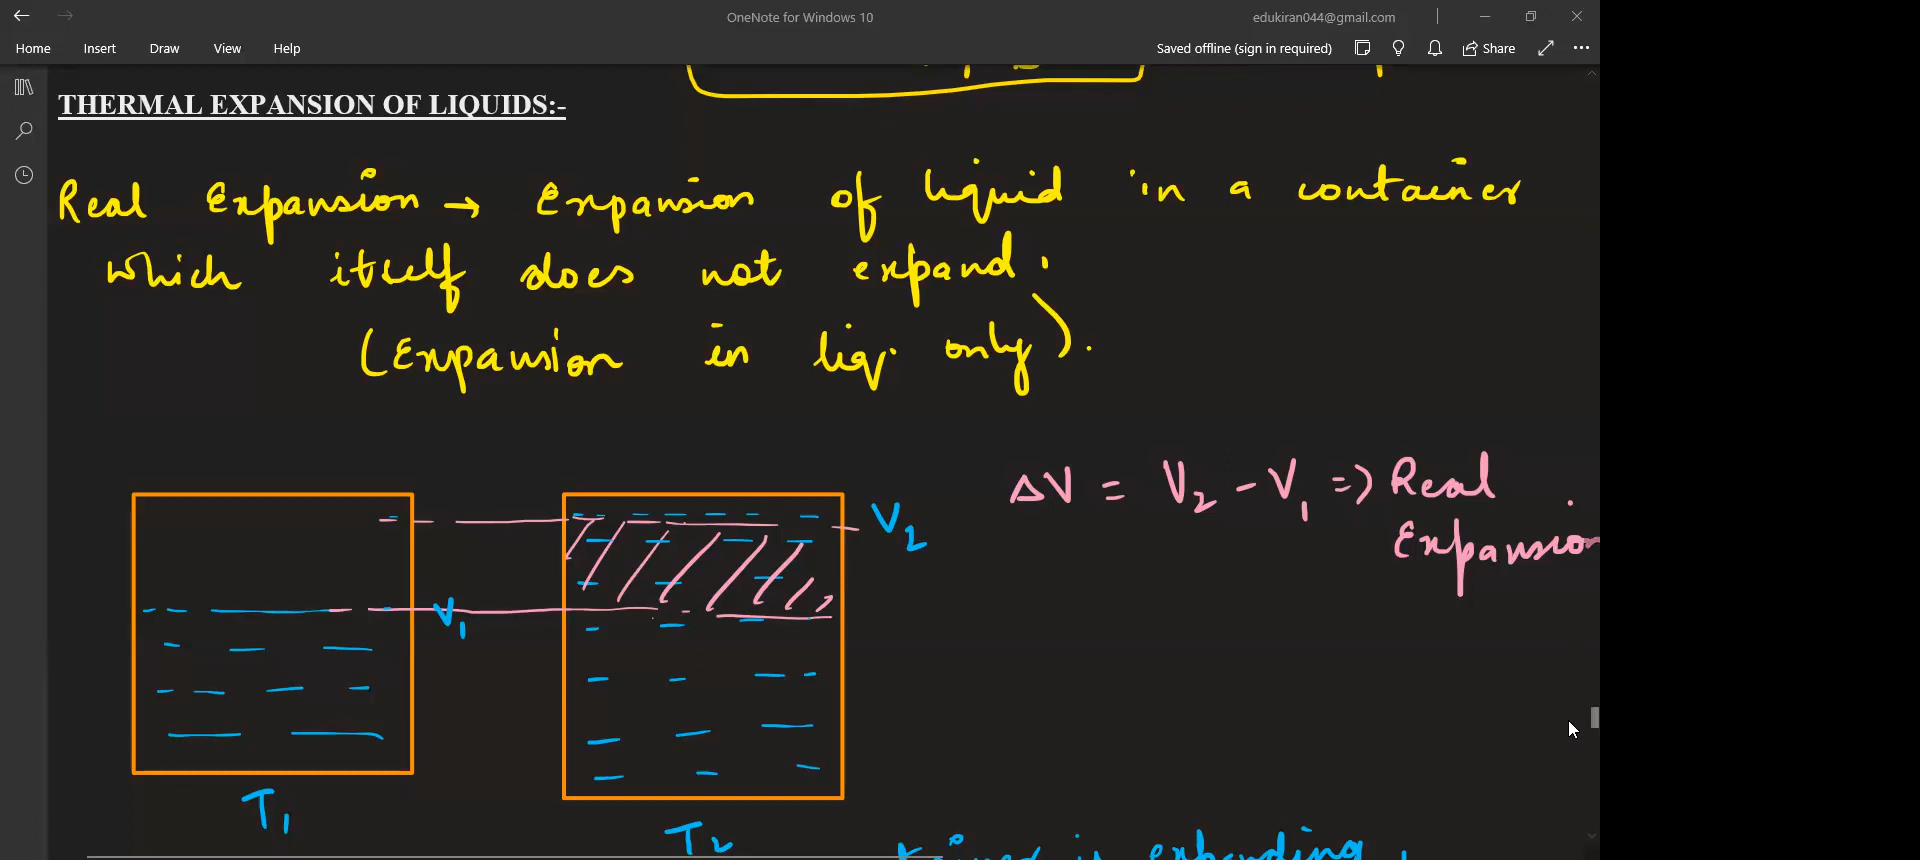 OneNote for Windows 10
edukiran044@gmail.com
Home Insert Draw View Help
Saved offline (sign in required) Share
THERMAL EXPANSION OF LIQUIDS:-
Real Expansion → Expansion of liquid in a container
which itself does not expand.
(Expansion in liq. only).
ΔV = V₂ - V₁ => Real
Expansion
V₂
V₁
T₁
T₂
is expanding